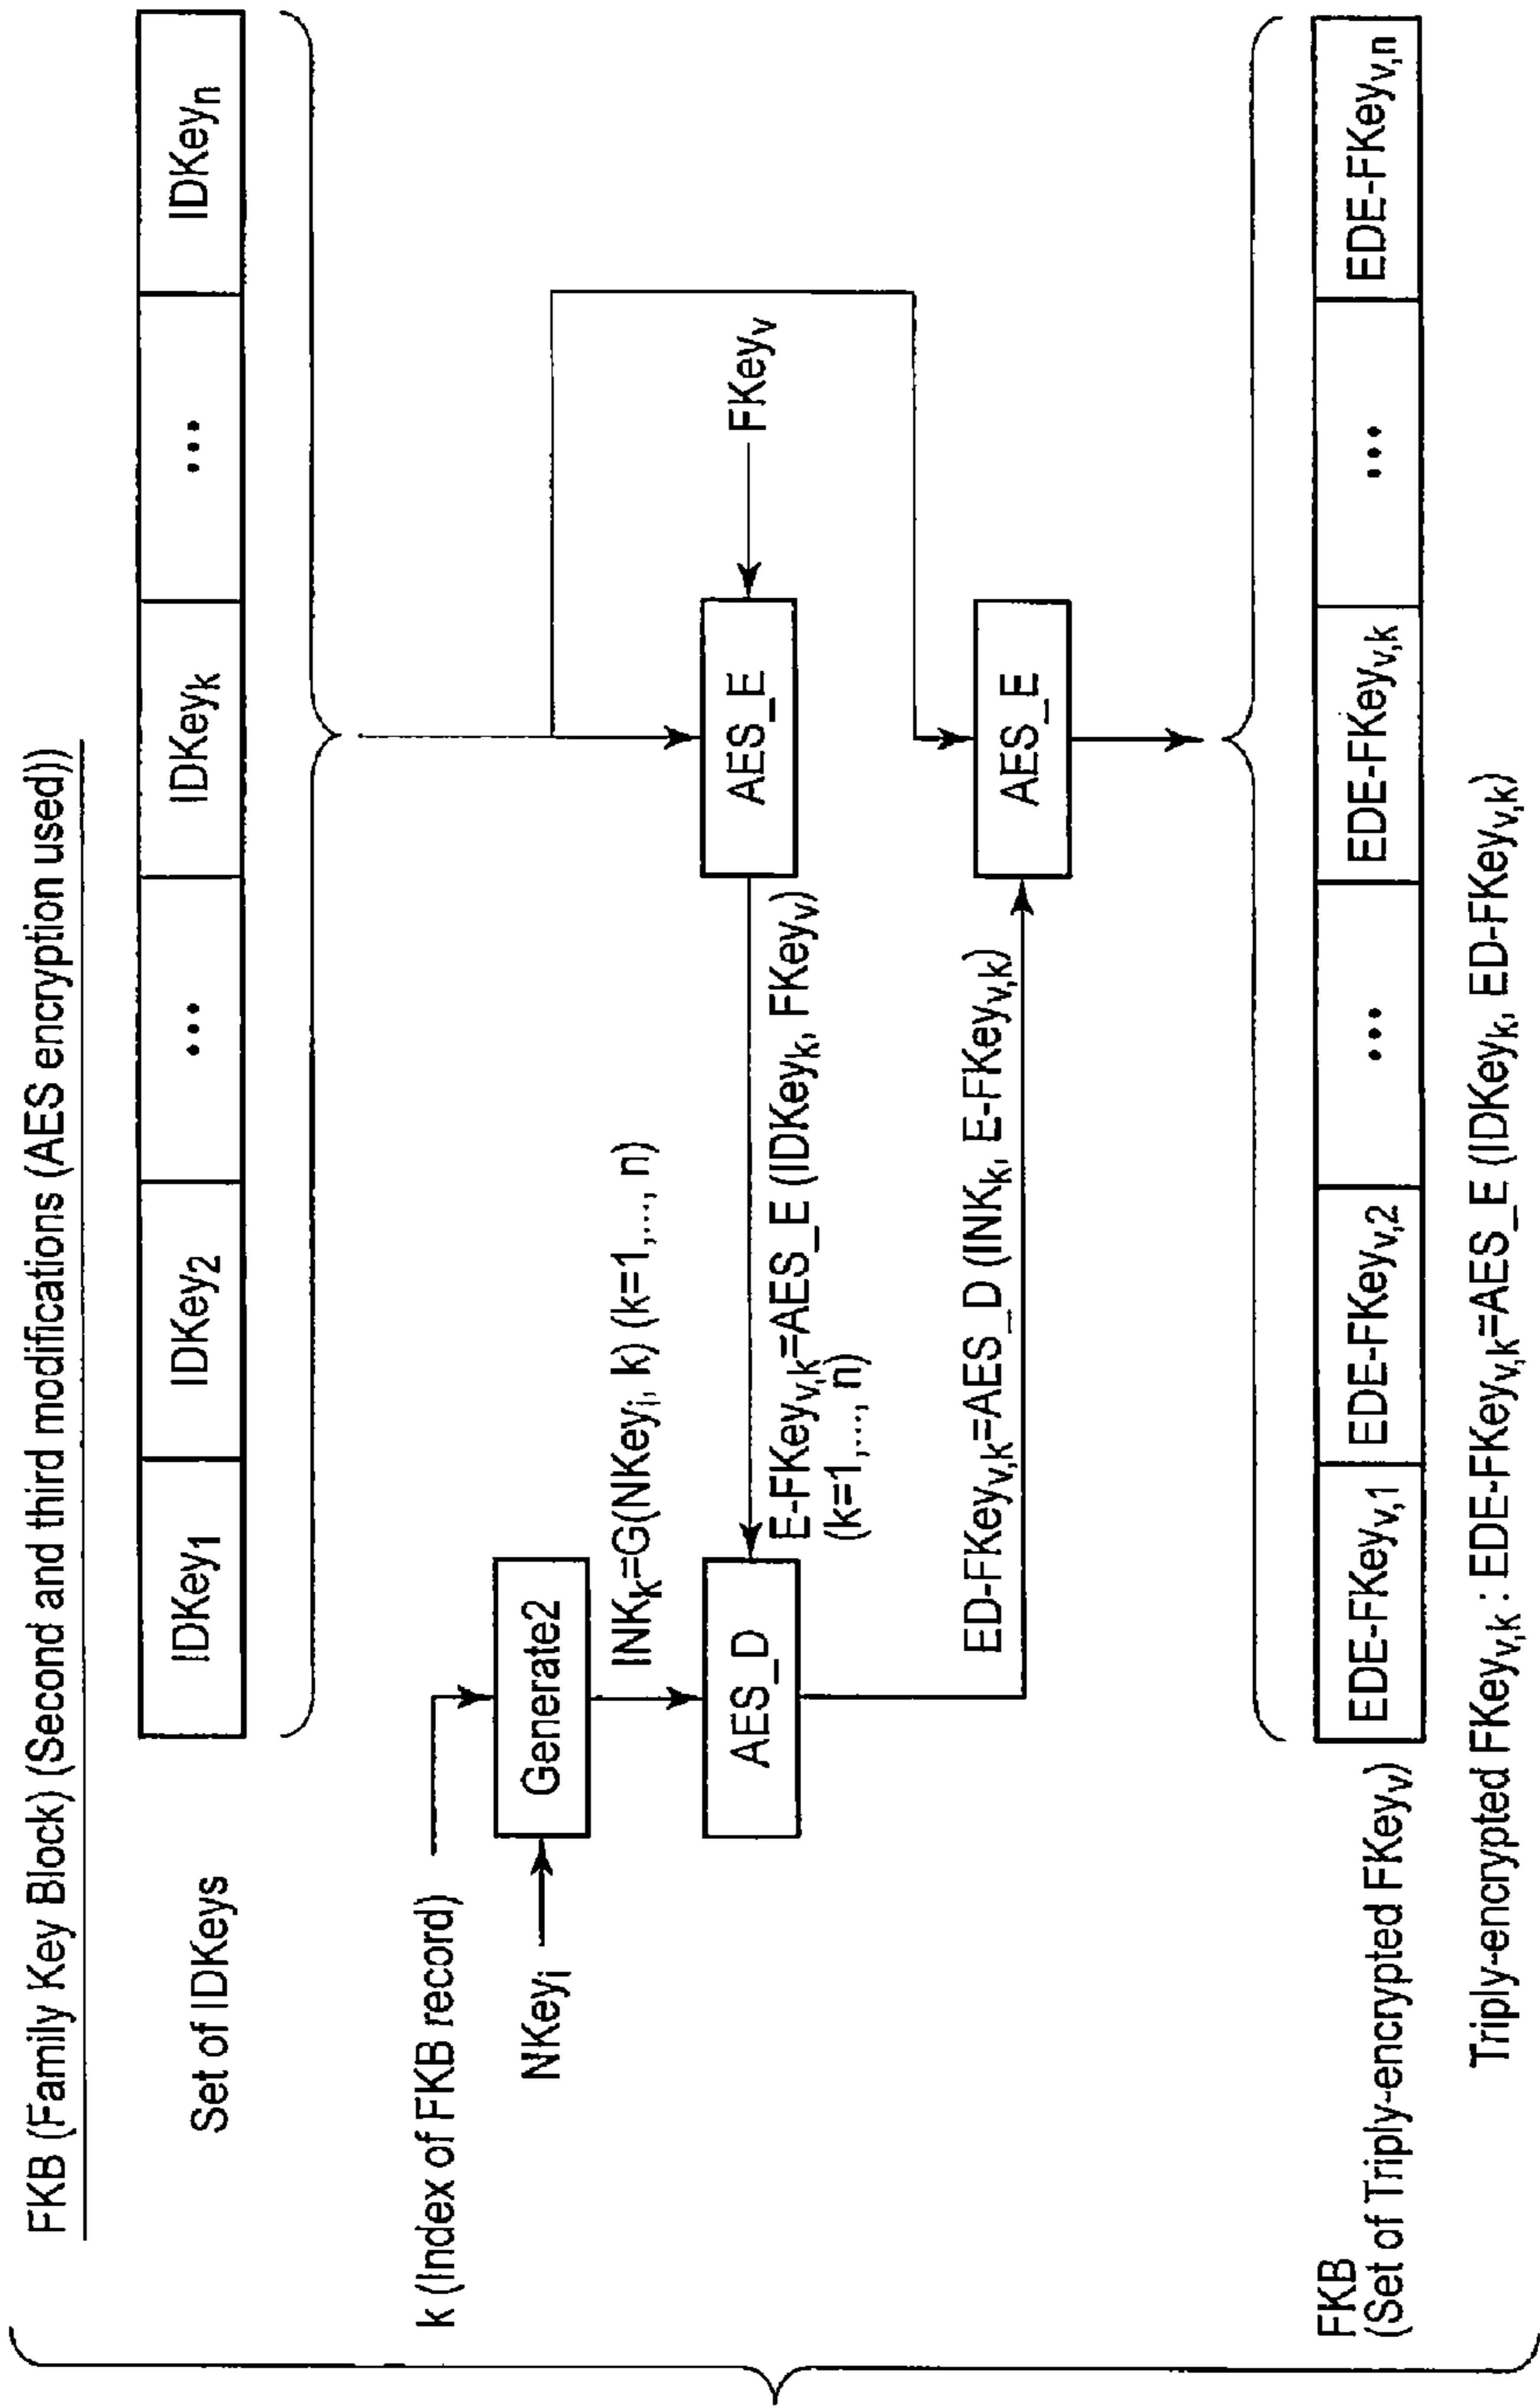 FKB (Family Key Block) (Second and third modifications (AES encryption used))
Set of IDKeys
IDKey1
IDKey2
...
IDKeyk
...
IDKeyn
k (Index of FKB record)
NKeyi
Generate2
INKk=G(NKeyi, k) (k=1,..., n)
AES_D
E-FKeyv,k=AES_E (IDKeyk, FKeyv)
(k=1,..., n)
AES_E
FKeyv
ED-FKeyv,k=AES_D (INKk, E-FKeyv,k)
AES_E
FKB
(Set of Triply-encrypted FKeyv)
EDE-FKeyv,1
EDE-FKeyv,2
...
EDE-FKeyv,k
...
EDE-FKeyv,n
Triply-encrypted FKeyv,k : EDE-FKeyv,k=AES_E (IDKeyk, ED-FKeyv,k)